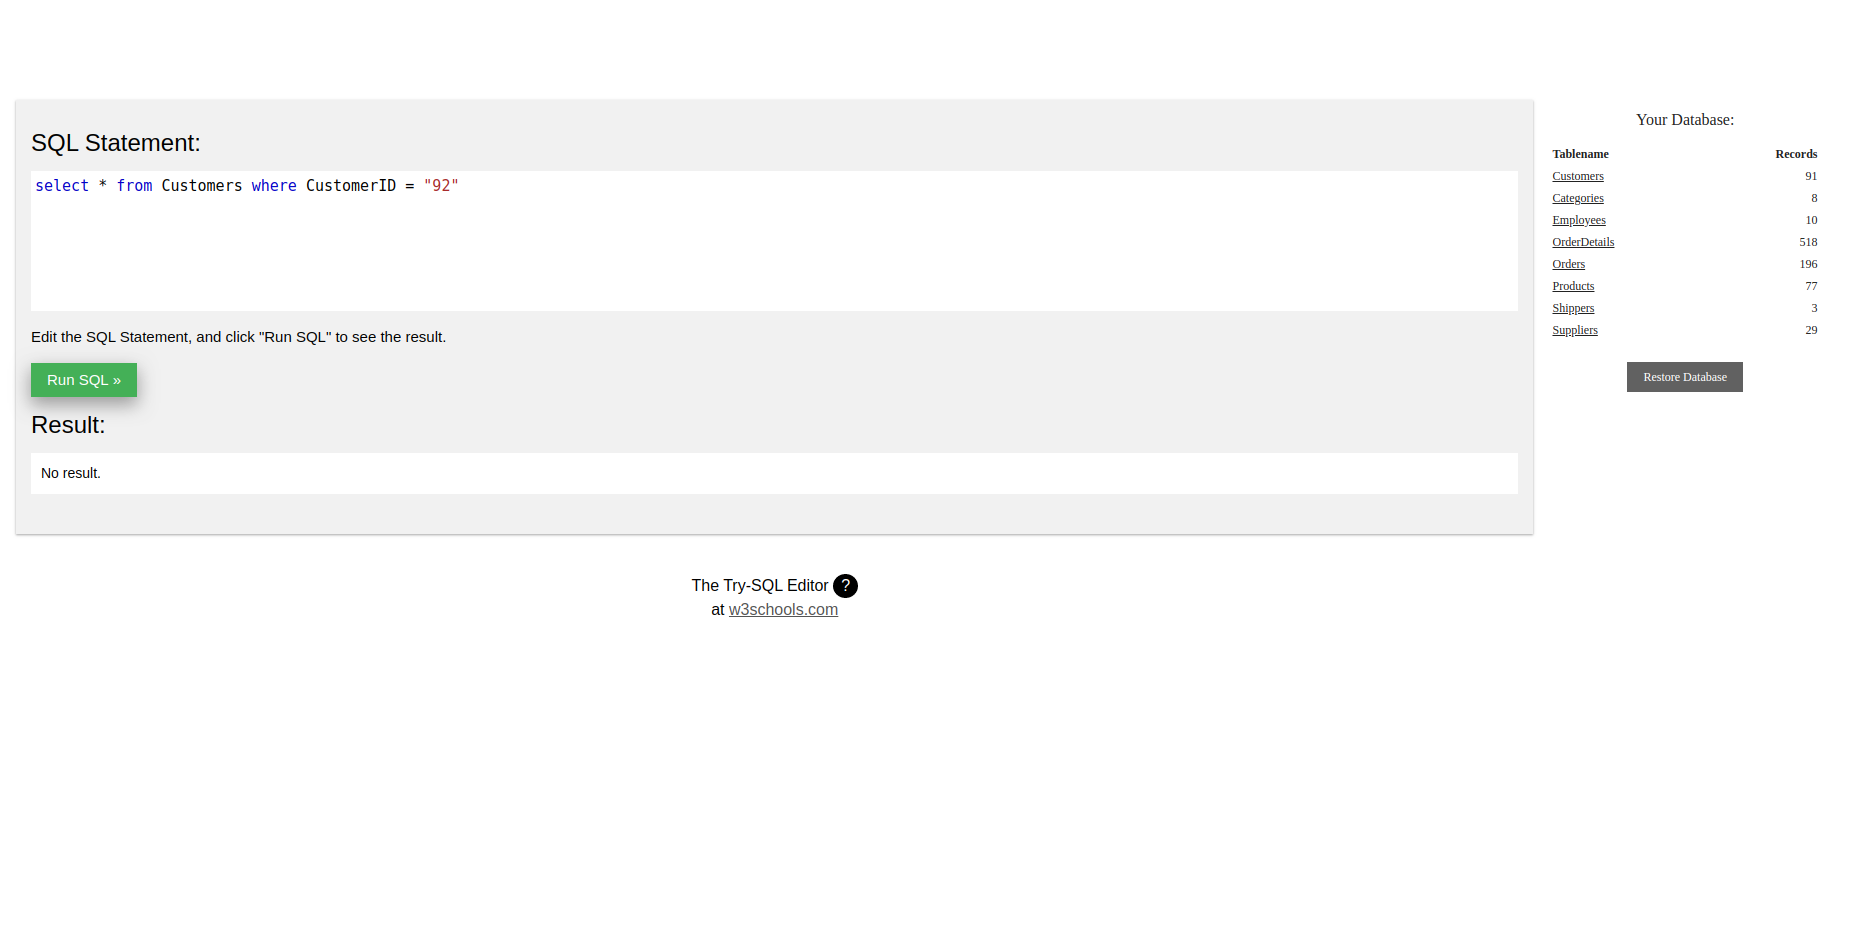 SQL Statement:
select * from Customers where CustomerID = "92"
Edit the SQL Statement, and click "Run SQL" to see the result.
Run SQL »
Result:
No result.
The Try-SQL Editor ?
at w3schools.com
Your Database:
Tablename Records
Customers 91
Categories 8
Employees 10
OrderDetails 518
Orders 196
Products 77
Shippers 3
Suppliers 29
Restore Database